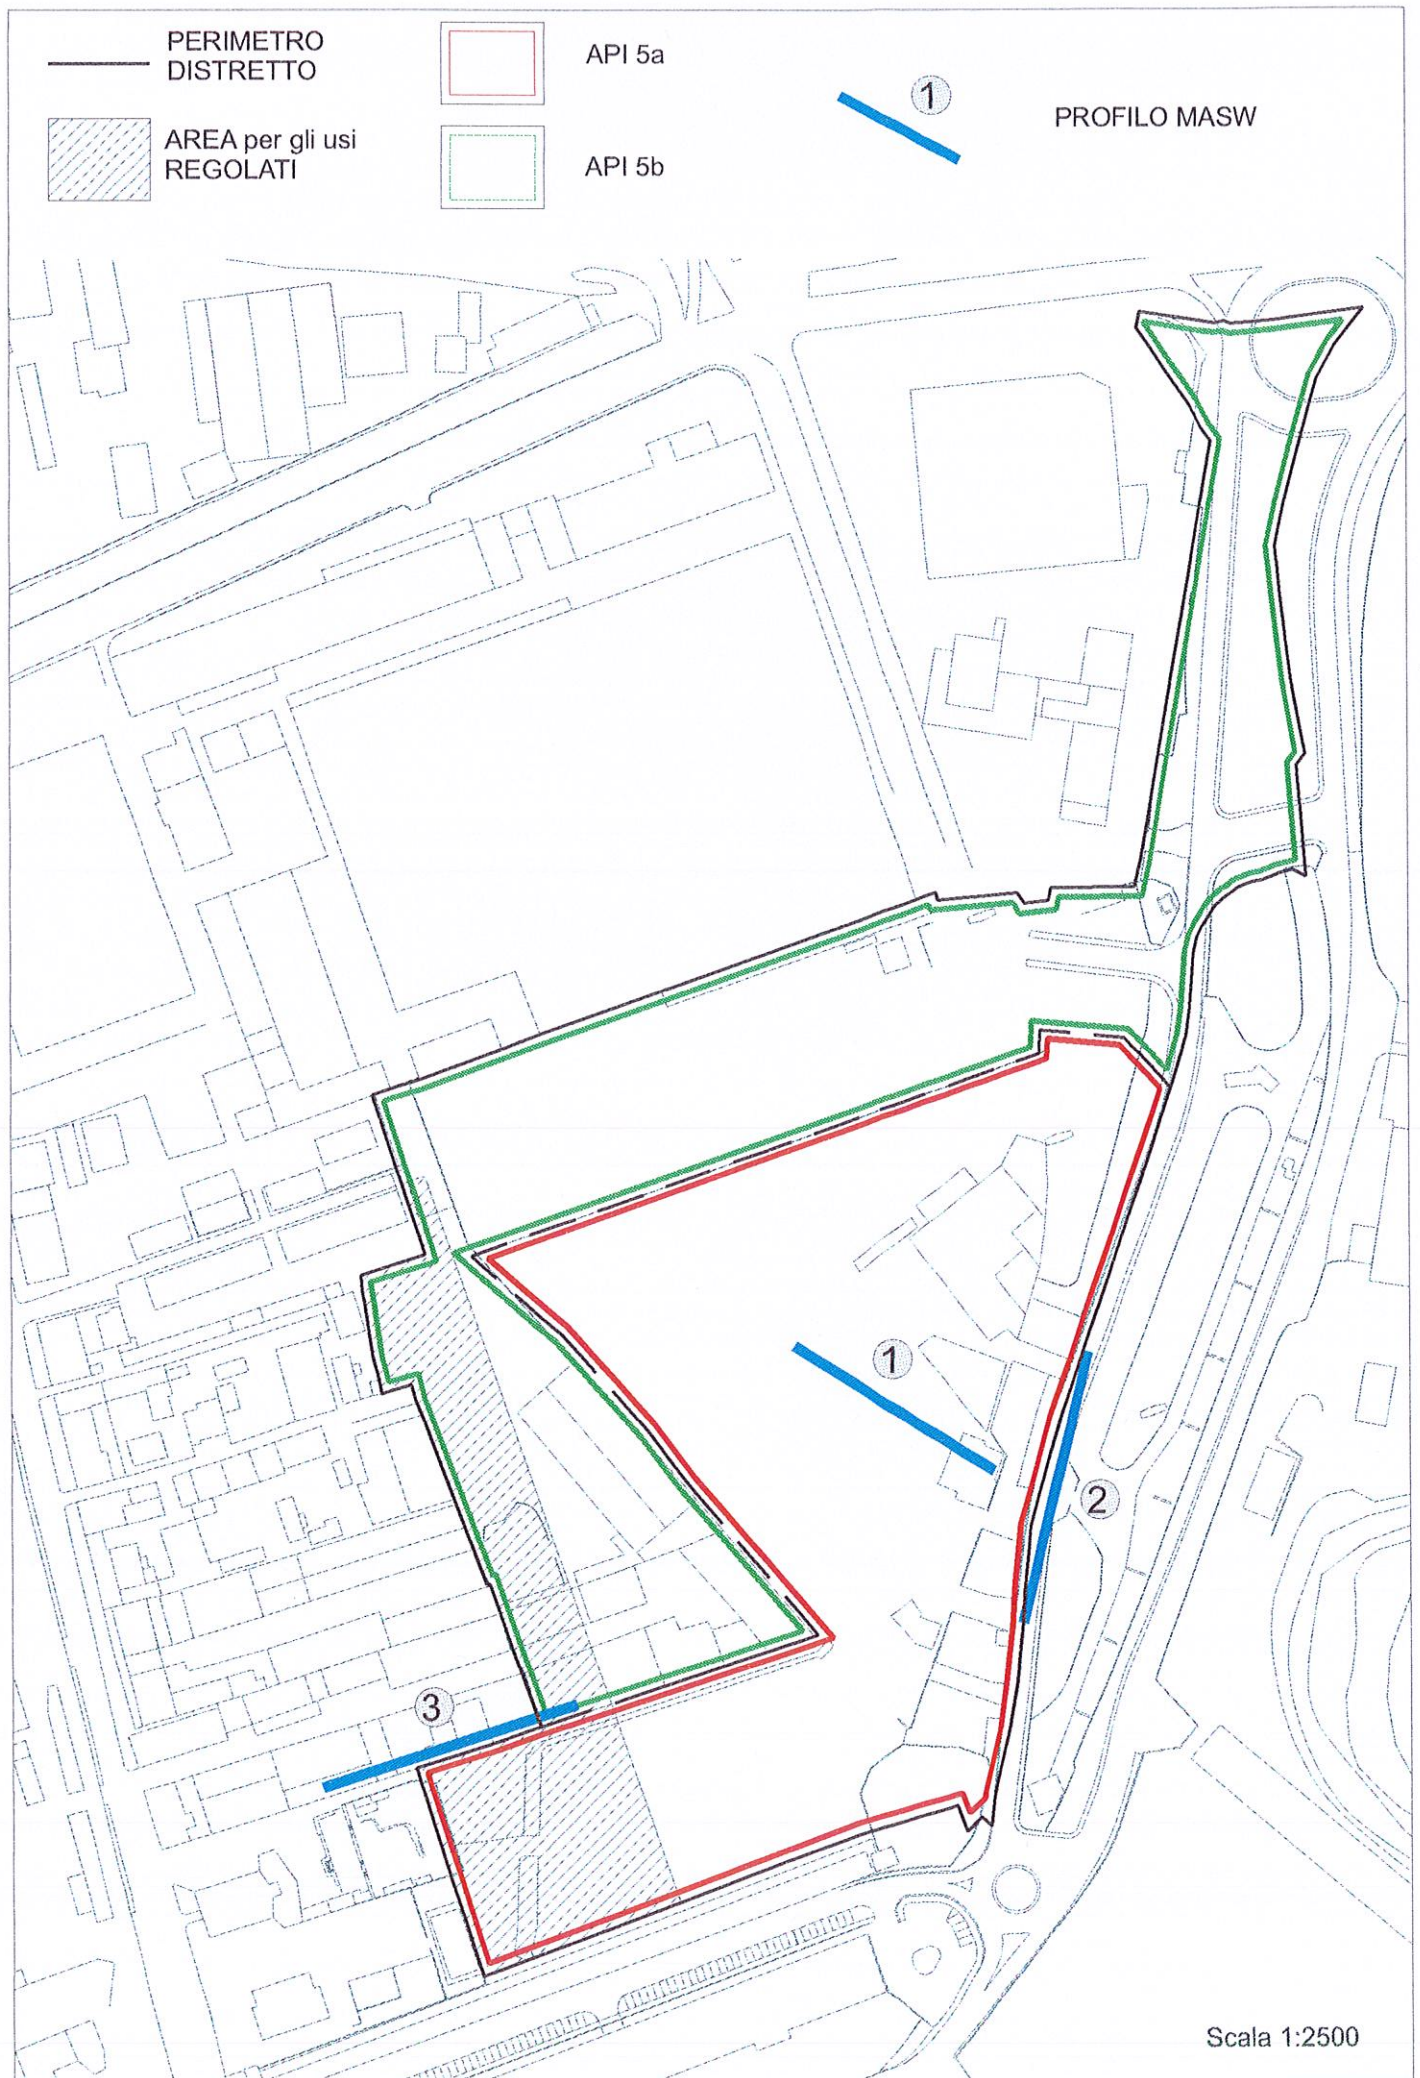 PERIMETRO
DISTRETTO
API 5a
1
PROFILO MASW
AREA per gli usi
REGOLATI
API 5b
1
2
3
Scala 1:2500